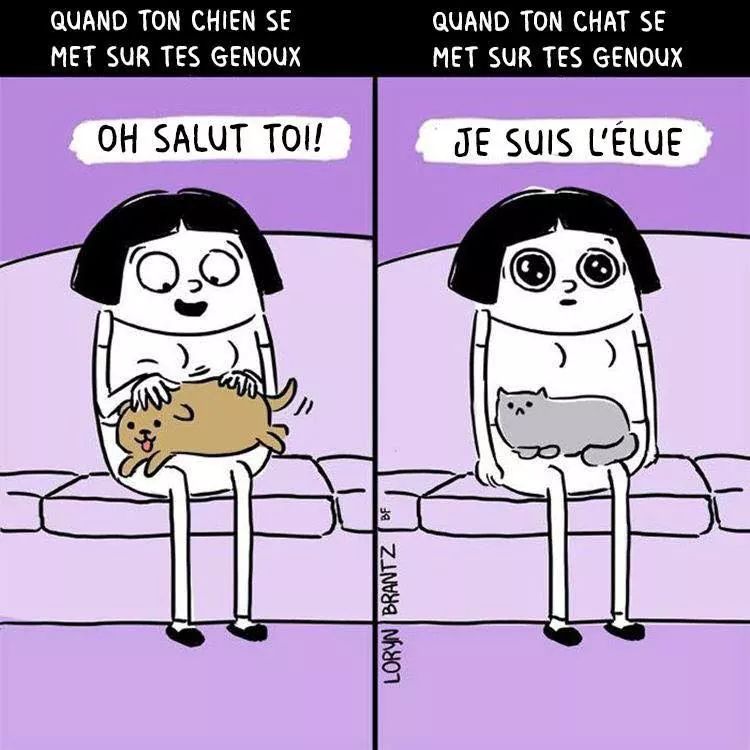 QUAND TON CHIEN SE
MET SUR TES GENOUX
OH SALUT TOI!
QUAND TON CHAT SE
MET SUR TES GENOUX
JE SUIS L'ÉLUE
LORYN BRANTZ BF